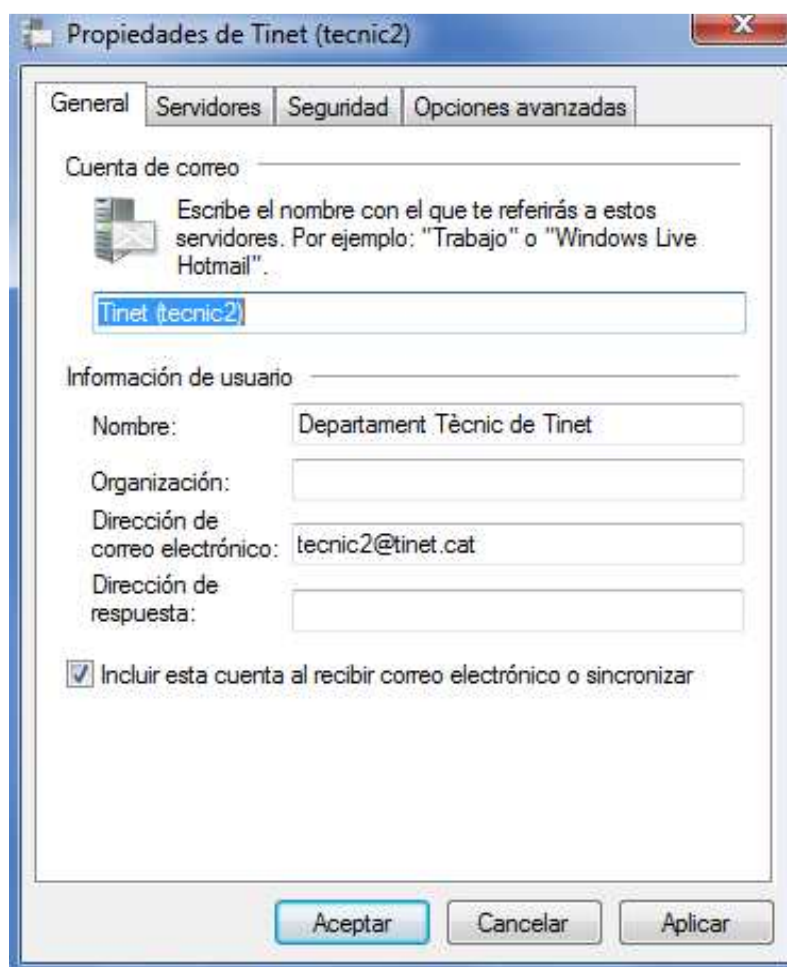 Propiedades de Tinet (tecnic2)
X
General Servidores Seguridad Opciones avanzadas
Cuenta de correo
Escribe el nombre con el que te referirás a estos
servidores. Por ejemplo: "Trabajo" o "Windows Live
Hotmail".
Tinet (tecnic2)
Información de usuario
Nombre: Departament Tècnic de Tinet
Organización:
Dirección de
correo electrónico: tecnic2@tinet.cat
Dirección de
respuesta:
Incluir esta cuenta al recibir correo electrónico o sincronizar
Aceptar Cancelar Aplicar